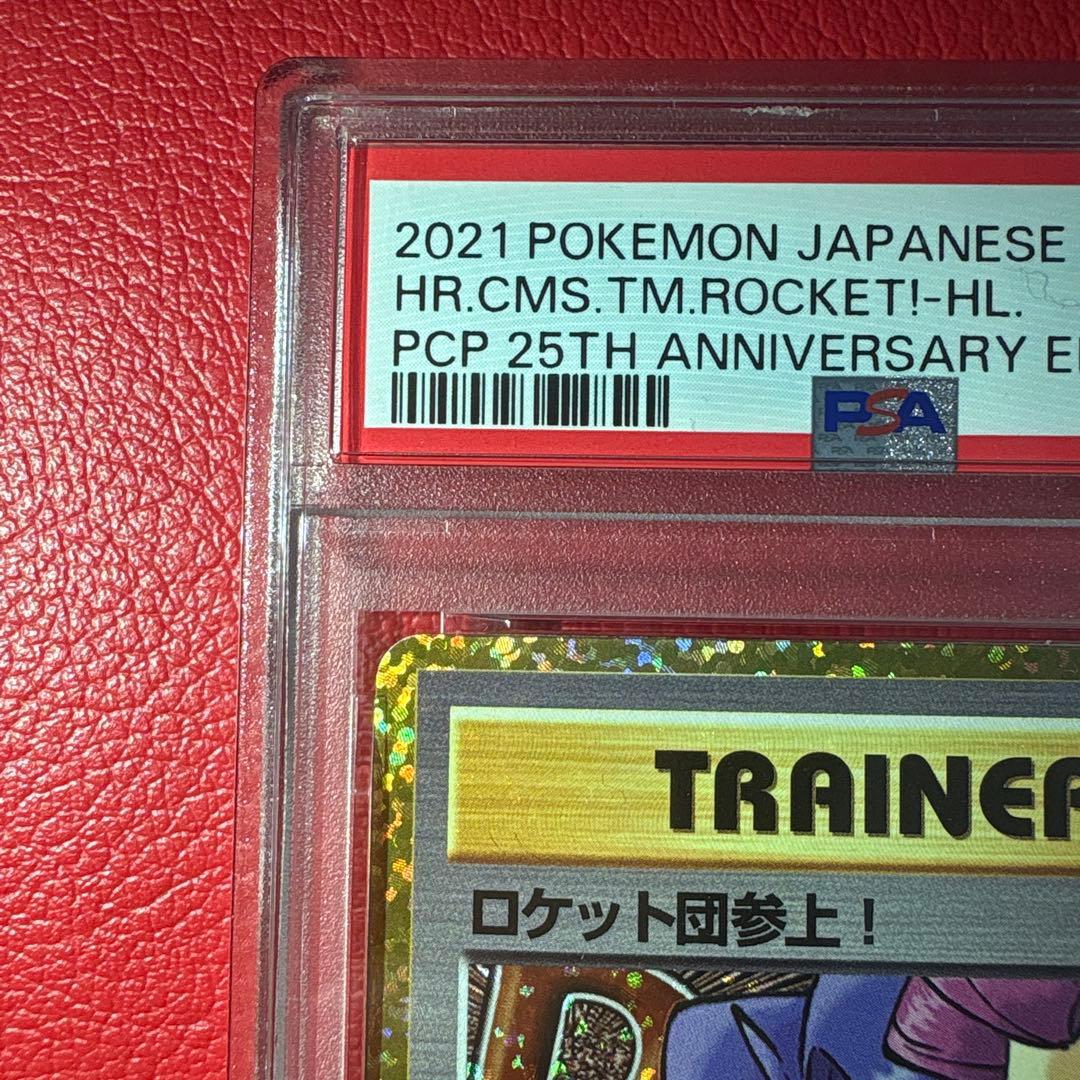 2021 POKEMON JAPANESE
HR.CMS.TM.ROCKET!-HL.
PCP 25TH ANNIVERSARY
PSA
TRAINER
ロケット団参上!